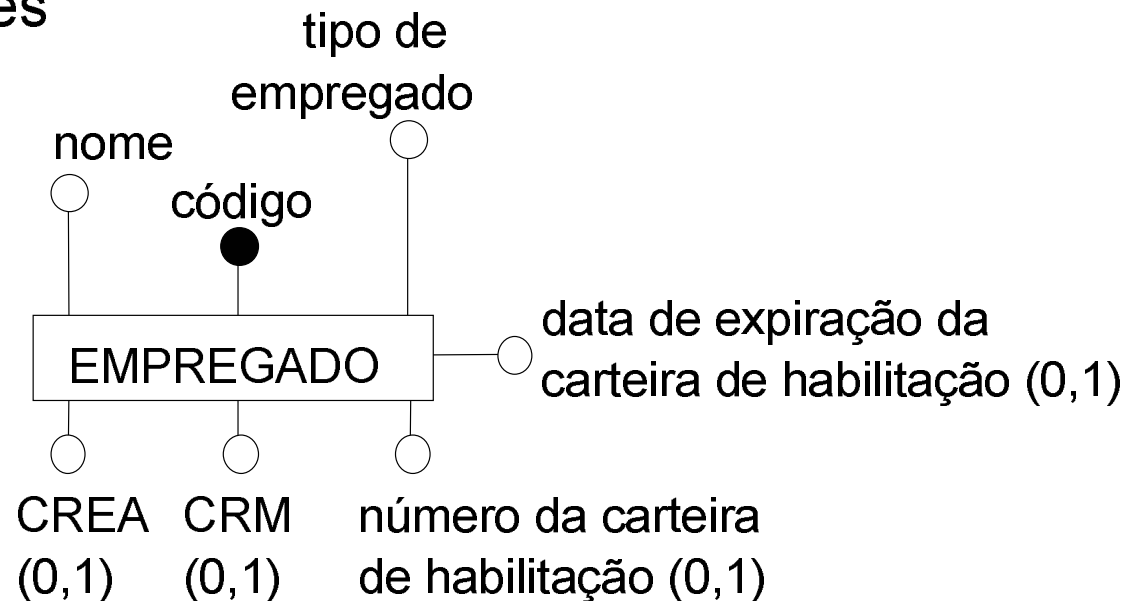 es
tipo de
empregado
nome
código
EMPREGADO
data de expiração da
carteira de habilitação (0,1)
CREA
(0,1)
CRM
(0,1)
número da carteira
de habilitação (0,1)